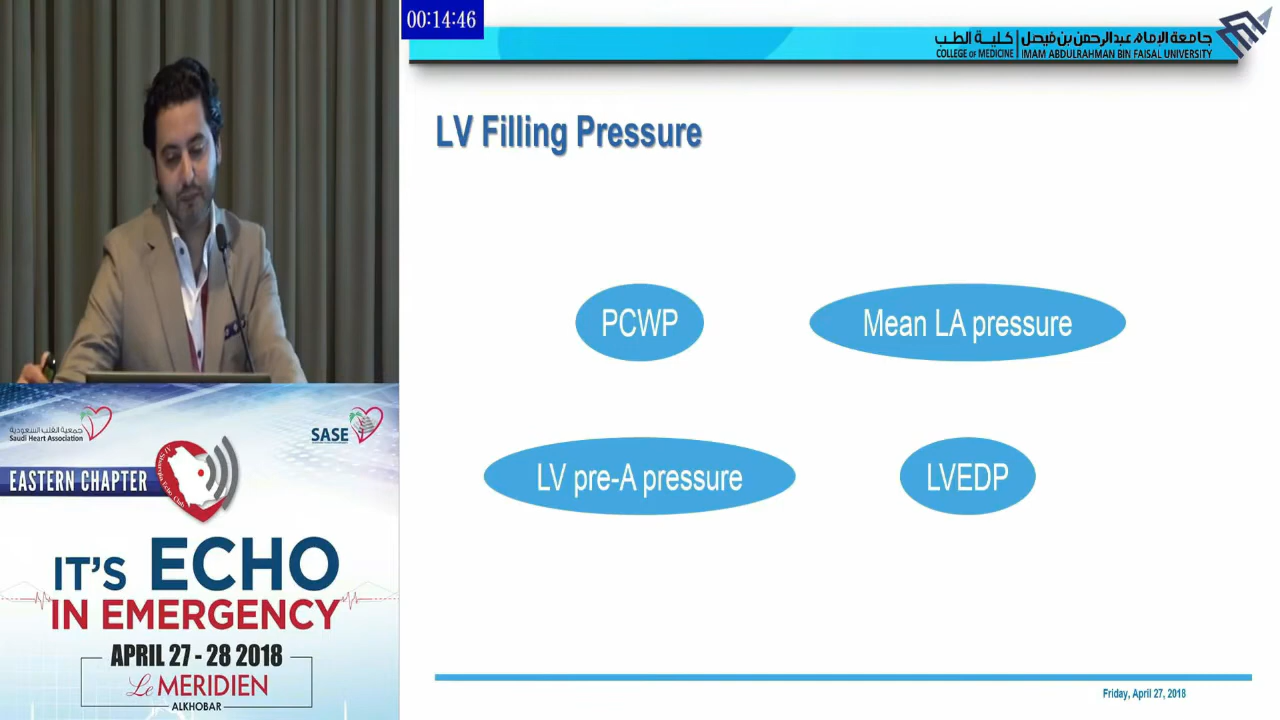 00:14:46
كلية الطب | جامعة الإمام عبدالرحمن بن فيصل
COLLEGE OF MEDICINE | IMAM ABDULRAHMAN BIN FAISAL UNIVERSITY
LV Filling Pressure
PCWP
Mean LA pressure
LV pre-A pressure
LVEDP
Friday, April 27, 2018
جمعية القلب السعودية
Saudi Heart Association
SASE
EASTERN CHAPTER
IT'S ECHO
IN EMERGENCY
APRIL 27 - 28 2018
Le MERIDIEN
ALKHOBAR